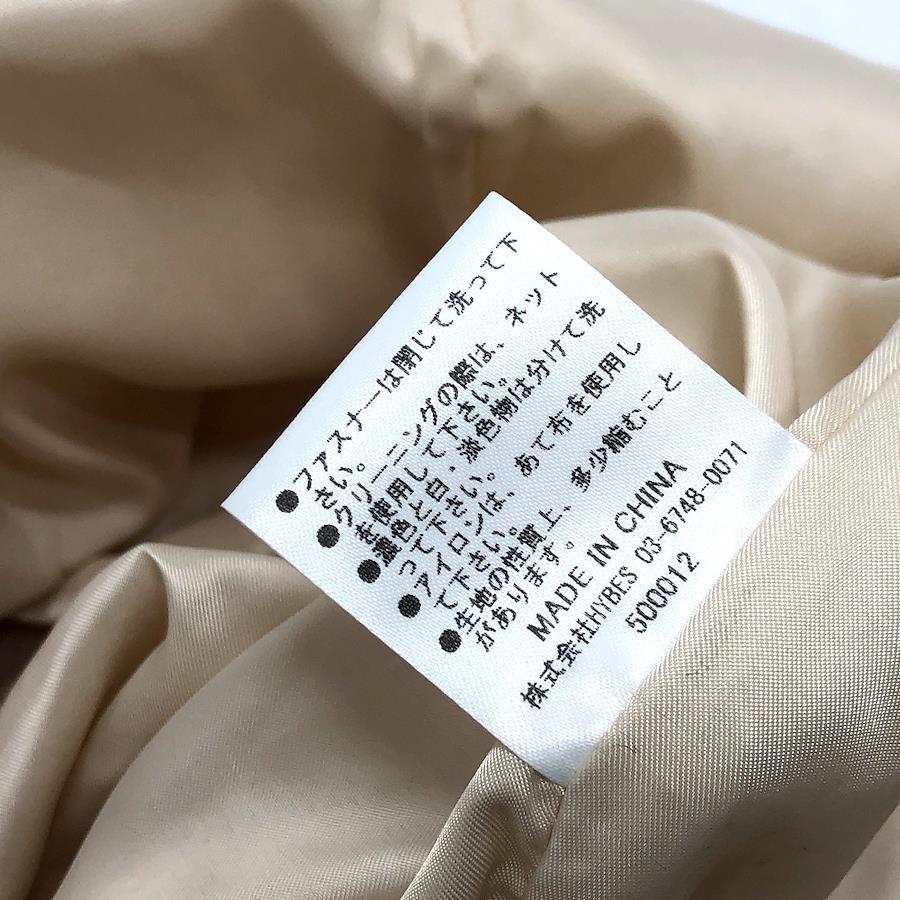 ●ファスナーは閉じて洗って下
さい。
●クリーニングの際は、ネット
を使用して下さい。
●濃色と白・淡色物は分けて洗
って下さい。
●アイロンは、あて布を使用し
て下さい。
●生地の性質上、多少縮むこと
があります。
MADE IN CHINA
株式会社HYBES 03-6748-0071
500012